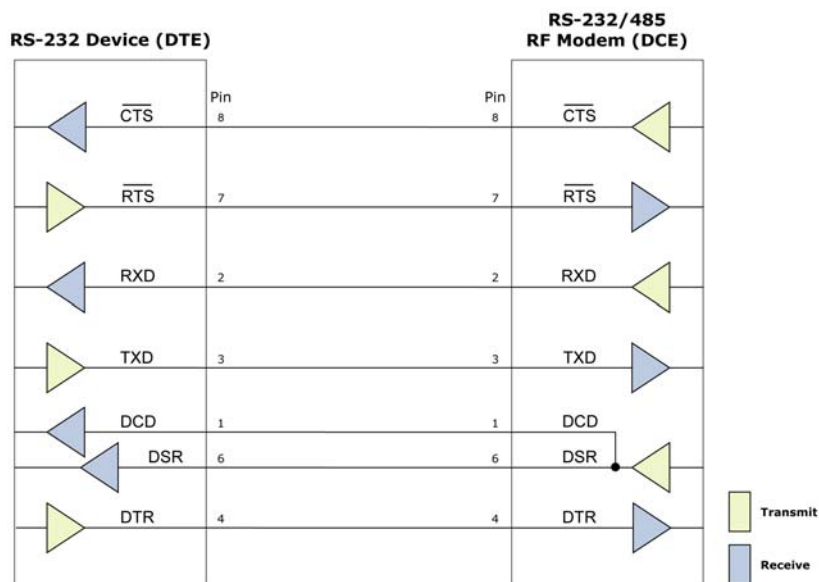 RS-232 Device (DTE)
RS-232/485
RF Modem (DCE)
Pin
Pin
CTS
8
8
CTS
RTS
7
7
RTS
RXD
2
2
RXD
TXD
3
3
TXD
DCD
1
1
DCD
DSR
6
6
DSR
DTR
4
4
DTR
Transmit
Receive